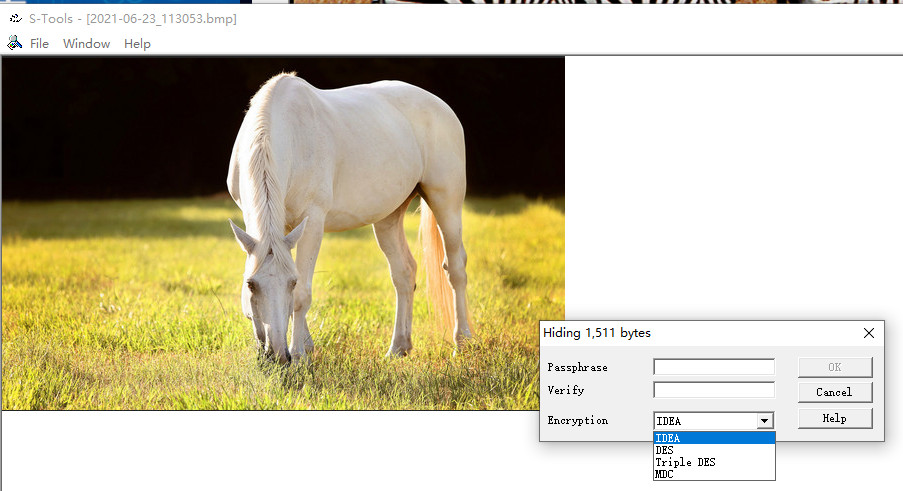 S-Tools - [2021-06-23_113053.bmp]
File Window Help
Hiding 1,511 bytes
Passphrase OK
Verify Cancel
Encryption IDEA Help
IDEA
DES
Triple DES
MDC